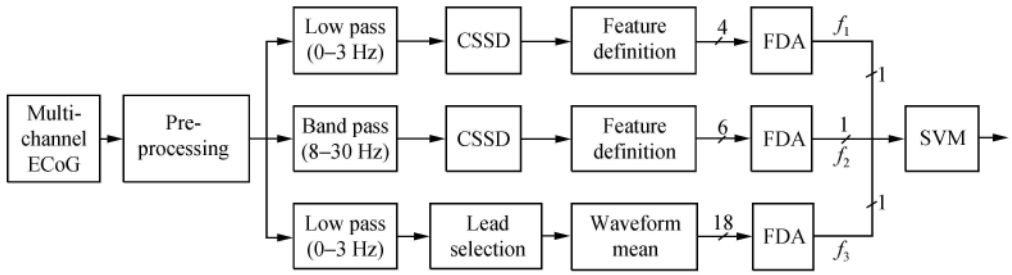 Low pass
(0–3 Hz)
CSSD
Feature
definition
4
FDA
f1
1
Multi-
channel
ECoG
Pre-
processing
Band pass
(8–30 Hz)
CSSD
Feature
definition
6
FDA
1
f2
SVM
Low pass
(0–3 Hz)
Lead
selection
Waveform
mean
18
FDA
1
f3